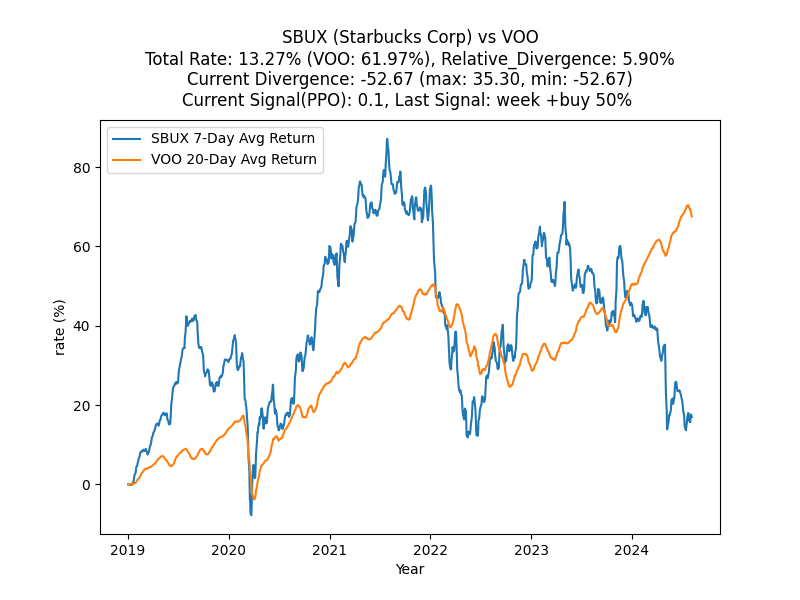 SBUX (Starbucks Corp) vs VOO
Total Rate: 13.27% (VOO: 61.97%), Relative_Divergence: 5.90%
Current Divergence: -52.67 (max: 35.30, min: -52.67)
Current Signal(PPO): 0.1, Last Signal: week +buy 50%
SBUX 7-Day Avg Return
VOO 20-Day Avg Return
80
60
40
20
0
rate (%)
2019 2020 2021 2022 2023 2024
Year